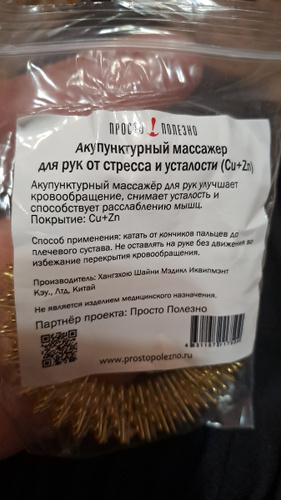 ПРОСТО ! ПОЛЕЗНО
Акупунктурный массажер
для рук от стресса и усталости (Cu+Zn)
Акупунктурный массажёр для рук улучшает
кровообращение, снимает усталость и
способствует расслаблению мышц.
Покрытие: Cu+Zn
Способ применения: катать от кончиков пальцев до
плечевого сустава. Не оставлять на руке без движения во
избежание перекрытия кровообращения.
Производитель: Хангзхою Шайни Мэдикл Иквипмэнт
Кэу., Лтд, Китай
Не является изделием медицинского назначения.
Партнёр проекта: Просто Полезно
www.prostopolezno.ru